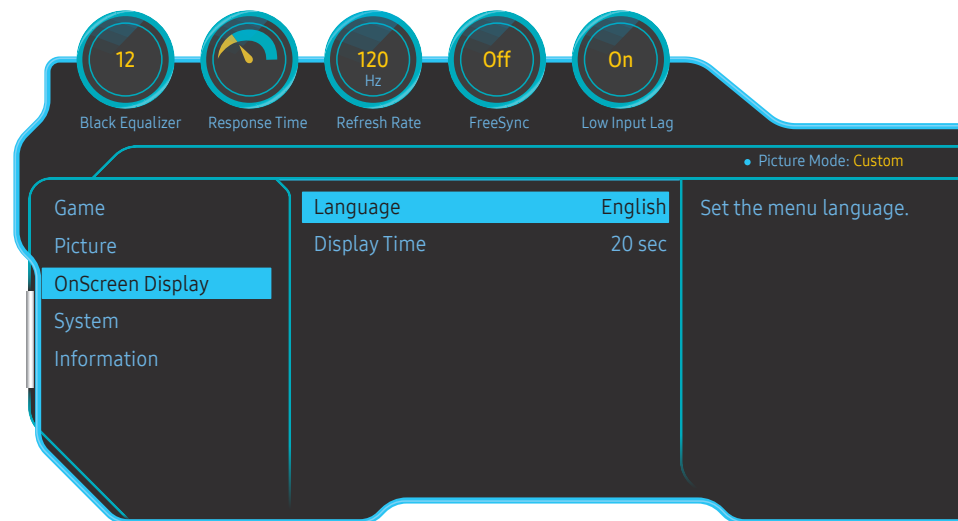 12
120
Hz
Off
On
Black Equalizer
Response Time
Refresh Rate
FreeSync
Low Input Lag
• Picture Mode: Custom
Game
Picture
OnScreen Display
System
Information
Language English
Display Time 20 sec
Set the menu language.